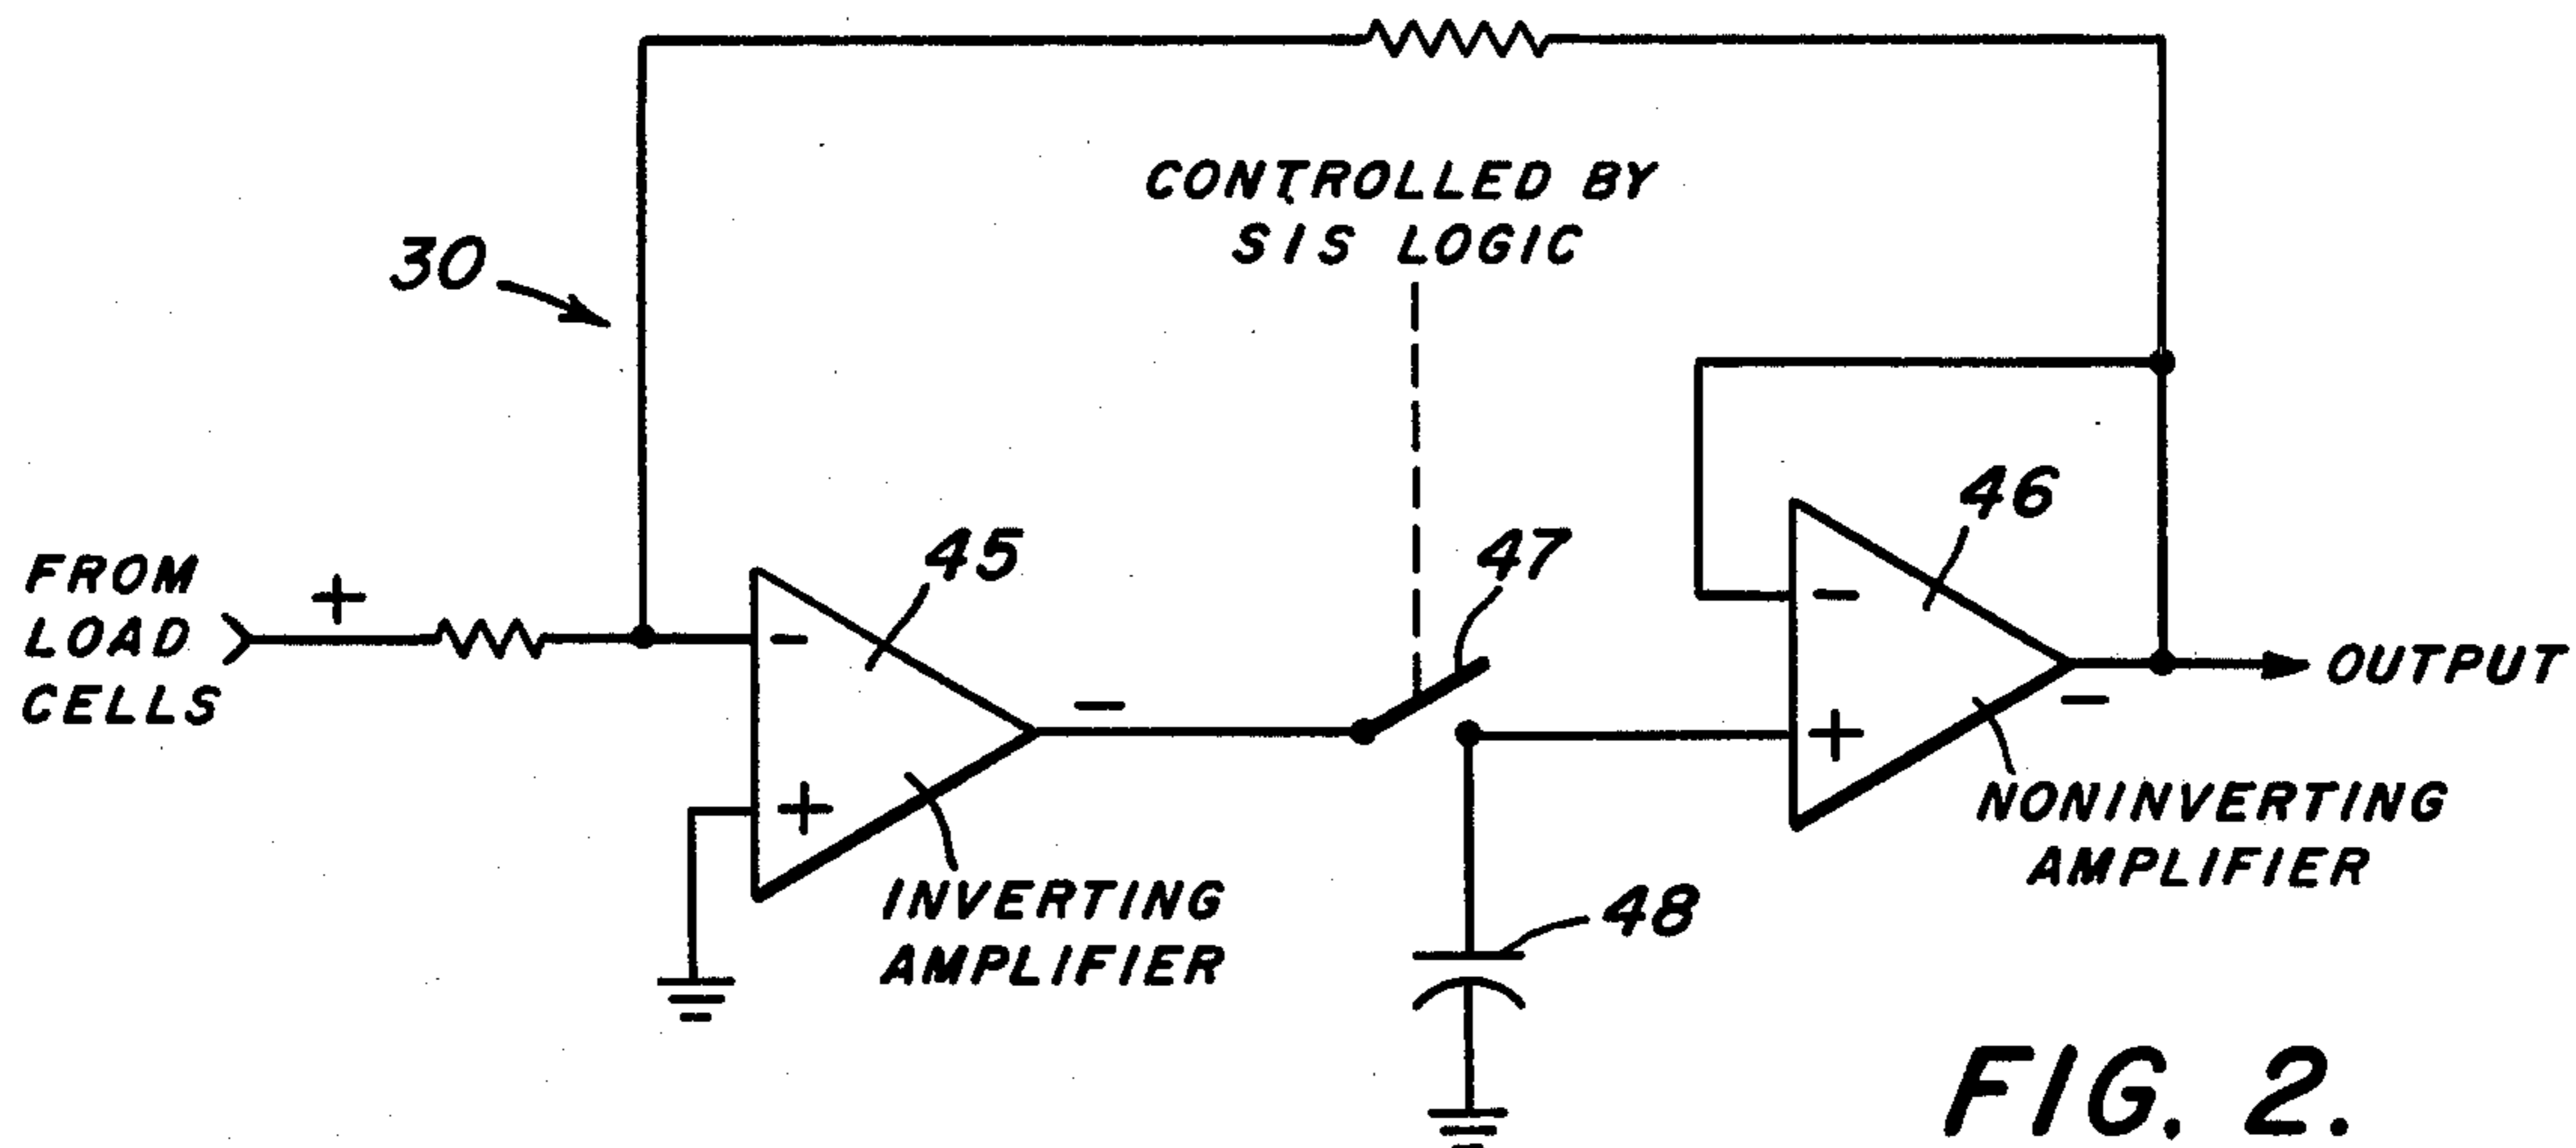 CONTROLLED BY
SIS LOGIC
30
FROM
LOAD
CELLS
+
-
+
45
INVERTING
AMPLIFIER
-
47
48
-
+
46
NONINVERTING
AMPLIFIER
-
OUTPUT
FIG. 2.